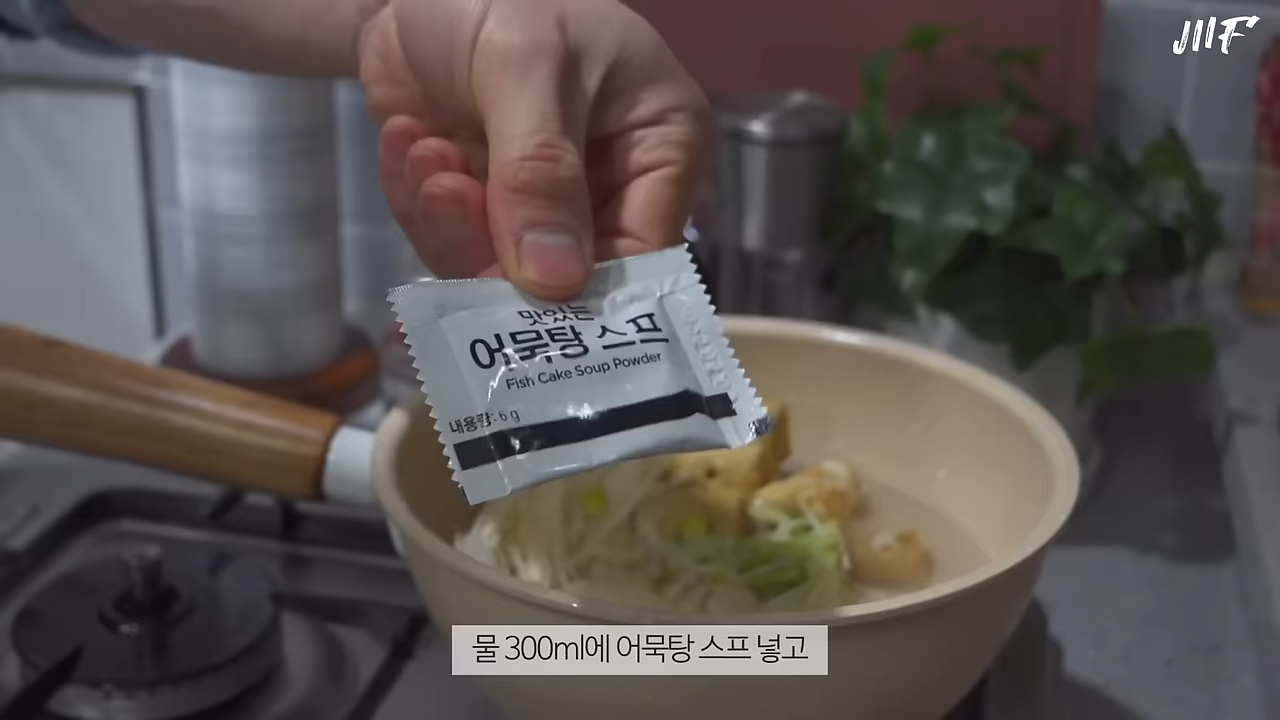 JIIF
맛있는
어묵탕 스프
Fish Cake Soup Powder
내용량: 6 g
물 300ml에 어묵탕 스프 넣고